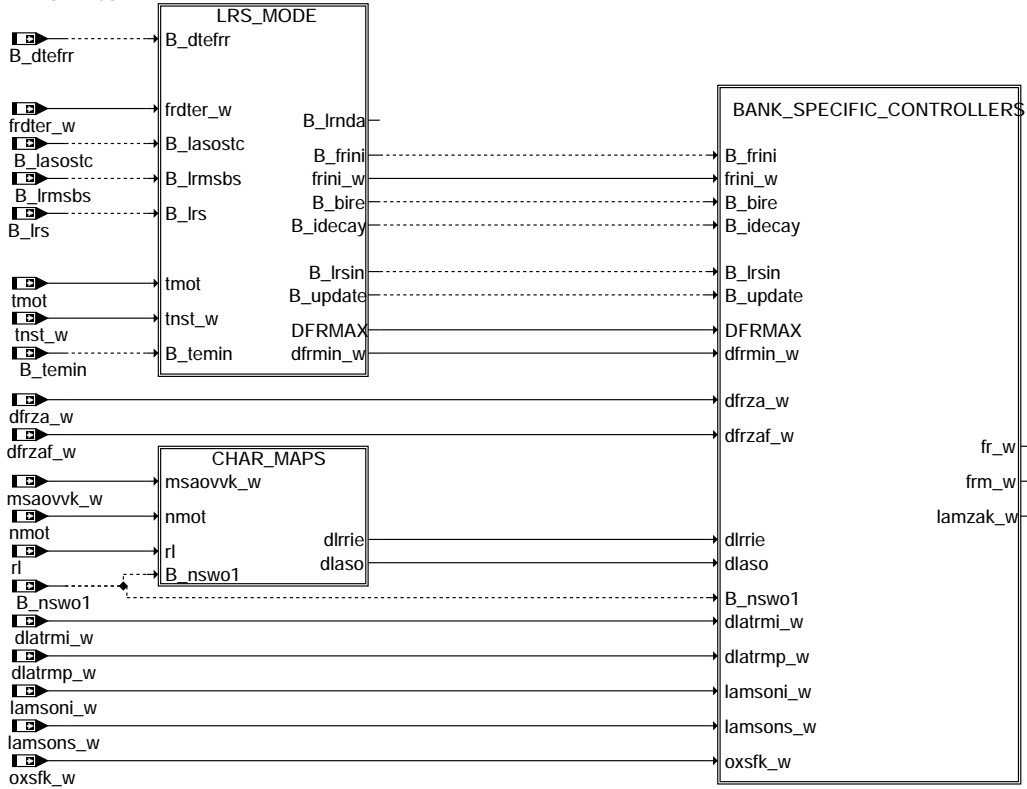 LRS_MODE
B_dtefrr
B_dtefrr
frdter_w
frdter_w
B_lasostc
B_lasostc
B_lrmsbs
B_lrmsbs
B_lrs
B_lrs
tmot
tmot
tnst_w
tnst_w
B_temin
B_temin
B_lrnda
B_frini
frini_w
B_bire
B_idecay
B_lrsin
B_update
DFRMAX
dfrmin_w
dfrza_w
dfrzaf_w
CHAR_MAPS
msaovvk_w
msaovvk_w
nmot
nmot
rl
rl
B_nswo1
B_nswo1
dlrrie
dlaso
dlatrmi_w
dlatrmp_w
lamsoni_w
lamsons_w
oxsfk_w
BANK_SPECIFIC_CONTROLLERS
B_frini
frini_w
B_bire
B_idecay
B_lrsin
B_update
DFRMAX
dfrmin_w
dfrza_w
dfrzaf_w
dlrrie
dlaso
B_nswo1
dlatrmi_w
dlatrmp_w
lamsoni_w
lamsons_w
oxsfk_w
fr_w
frm_w
lamzak_w